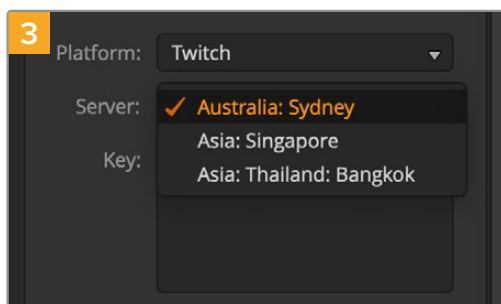 3
Platform: Twitch
Server: ✓ Australia: Sydney
Asia: Singapore
Key:
Asia: Thailand: Bangkok